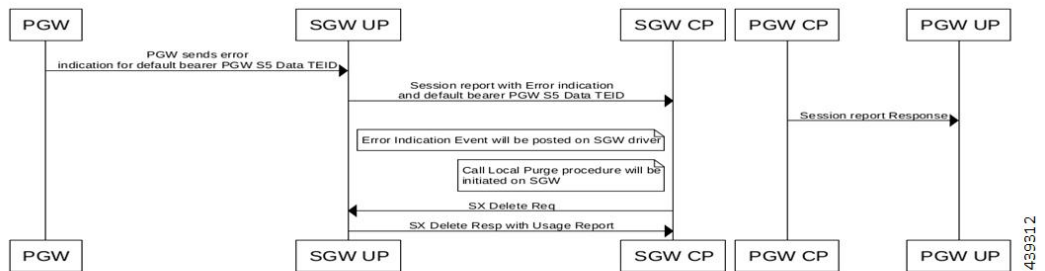 PGW
SGW UP
SGW CP
PGW CP
PGW UP
PGW sends error
indication for default bearer PGW S5 Data TEID
Session report with Error indication
and default bearer PGW S5 Data TEID
Session report Response
Error Indication Event will be posted on SGW driver
Call Local Purge procedure will be
initiated on SGW
SX Delete Req
SX Delete Resp with Usage Report
PGW
SGW UP
SGW CP
PGW CP
PGW UP
439312